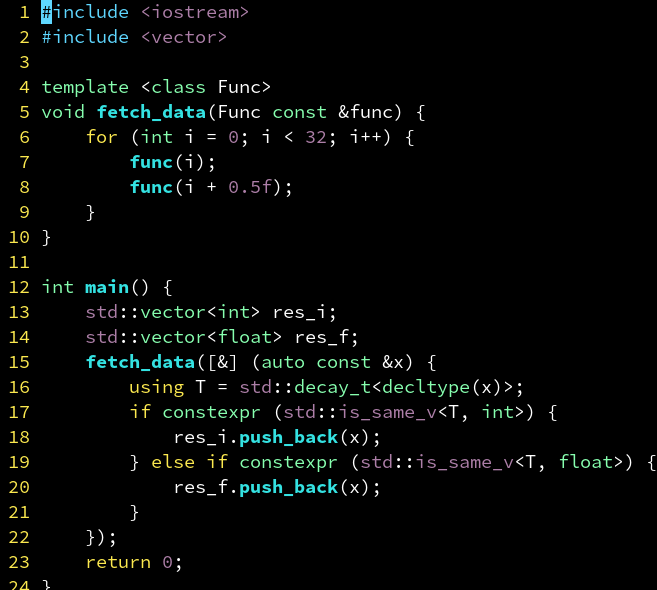 1 #include <iostream>
2 #include <vector>
3
4 template <class Func>
5 void fetch_data(Func const &func) {
6     for (int i = 0; i < 32; i++) {
7         func(i);
8         func(i + 0.5f);
9     }
10 }
11
12 int main() {
13     std::vector<int> res_i;
14     std::vector<float> res_f;
15     fetch_data([&] (auto const &x) {
16         using T = std::decay_t<decltype(x)>;
17         if constexpr (std::is_same_v<T, int>) {
18             res_i.push_back(x);
19         } else if constexpr (std::is_same_v<T, float>) {
20             res_f.push_back(x);
21         }
22     });
23     return 0;
24 }